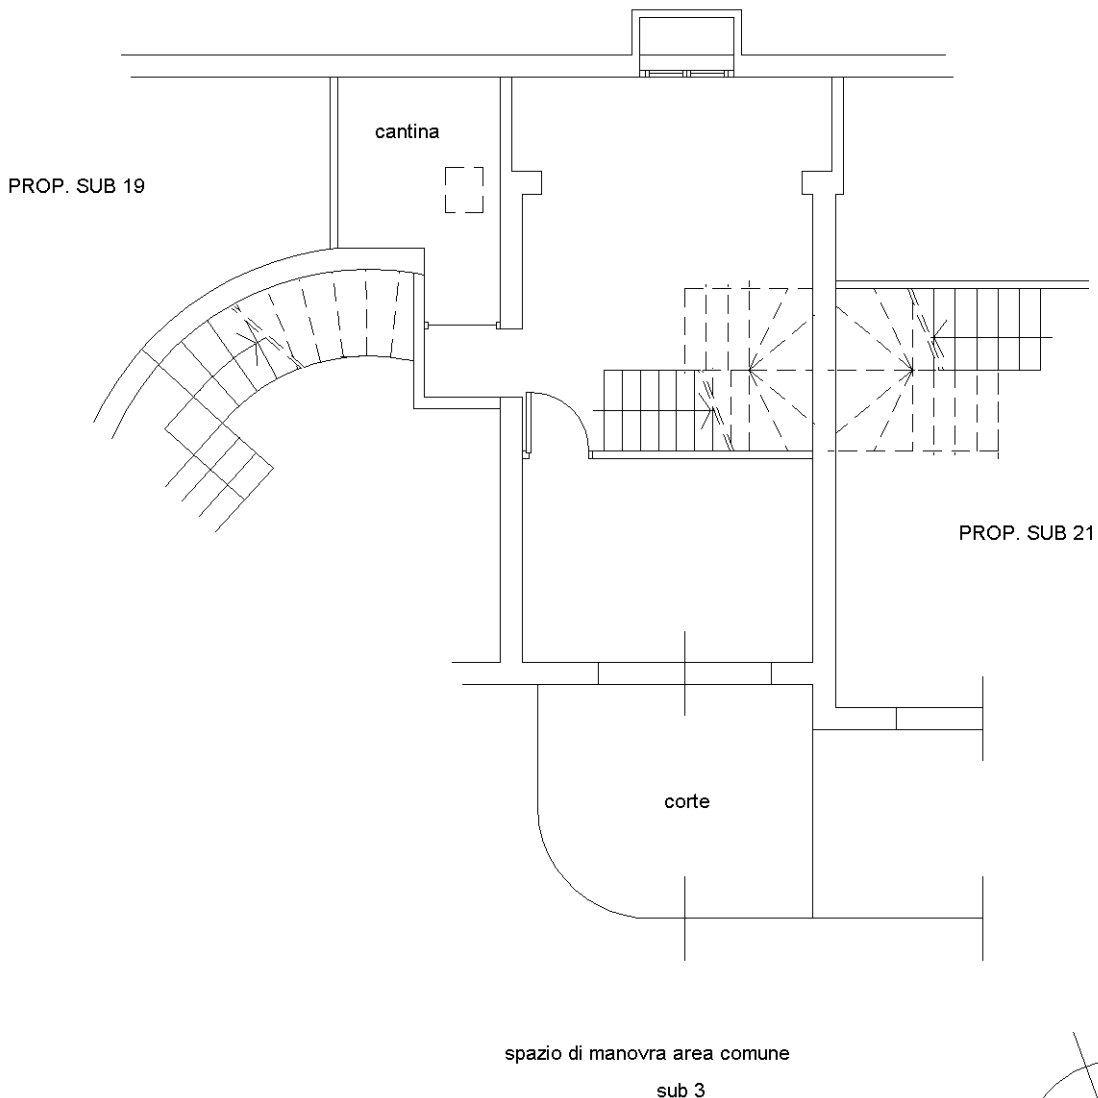 cantina
PROP. SUB 19
PROP. SUB 21
corte
spazio di manovra area comune
sub 3